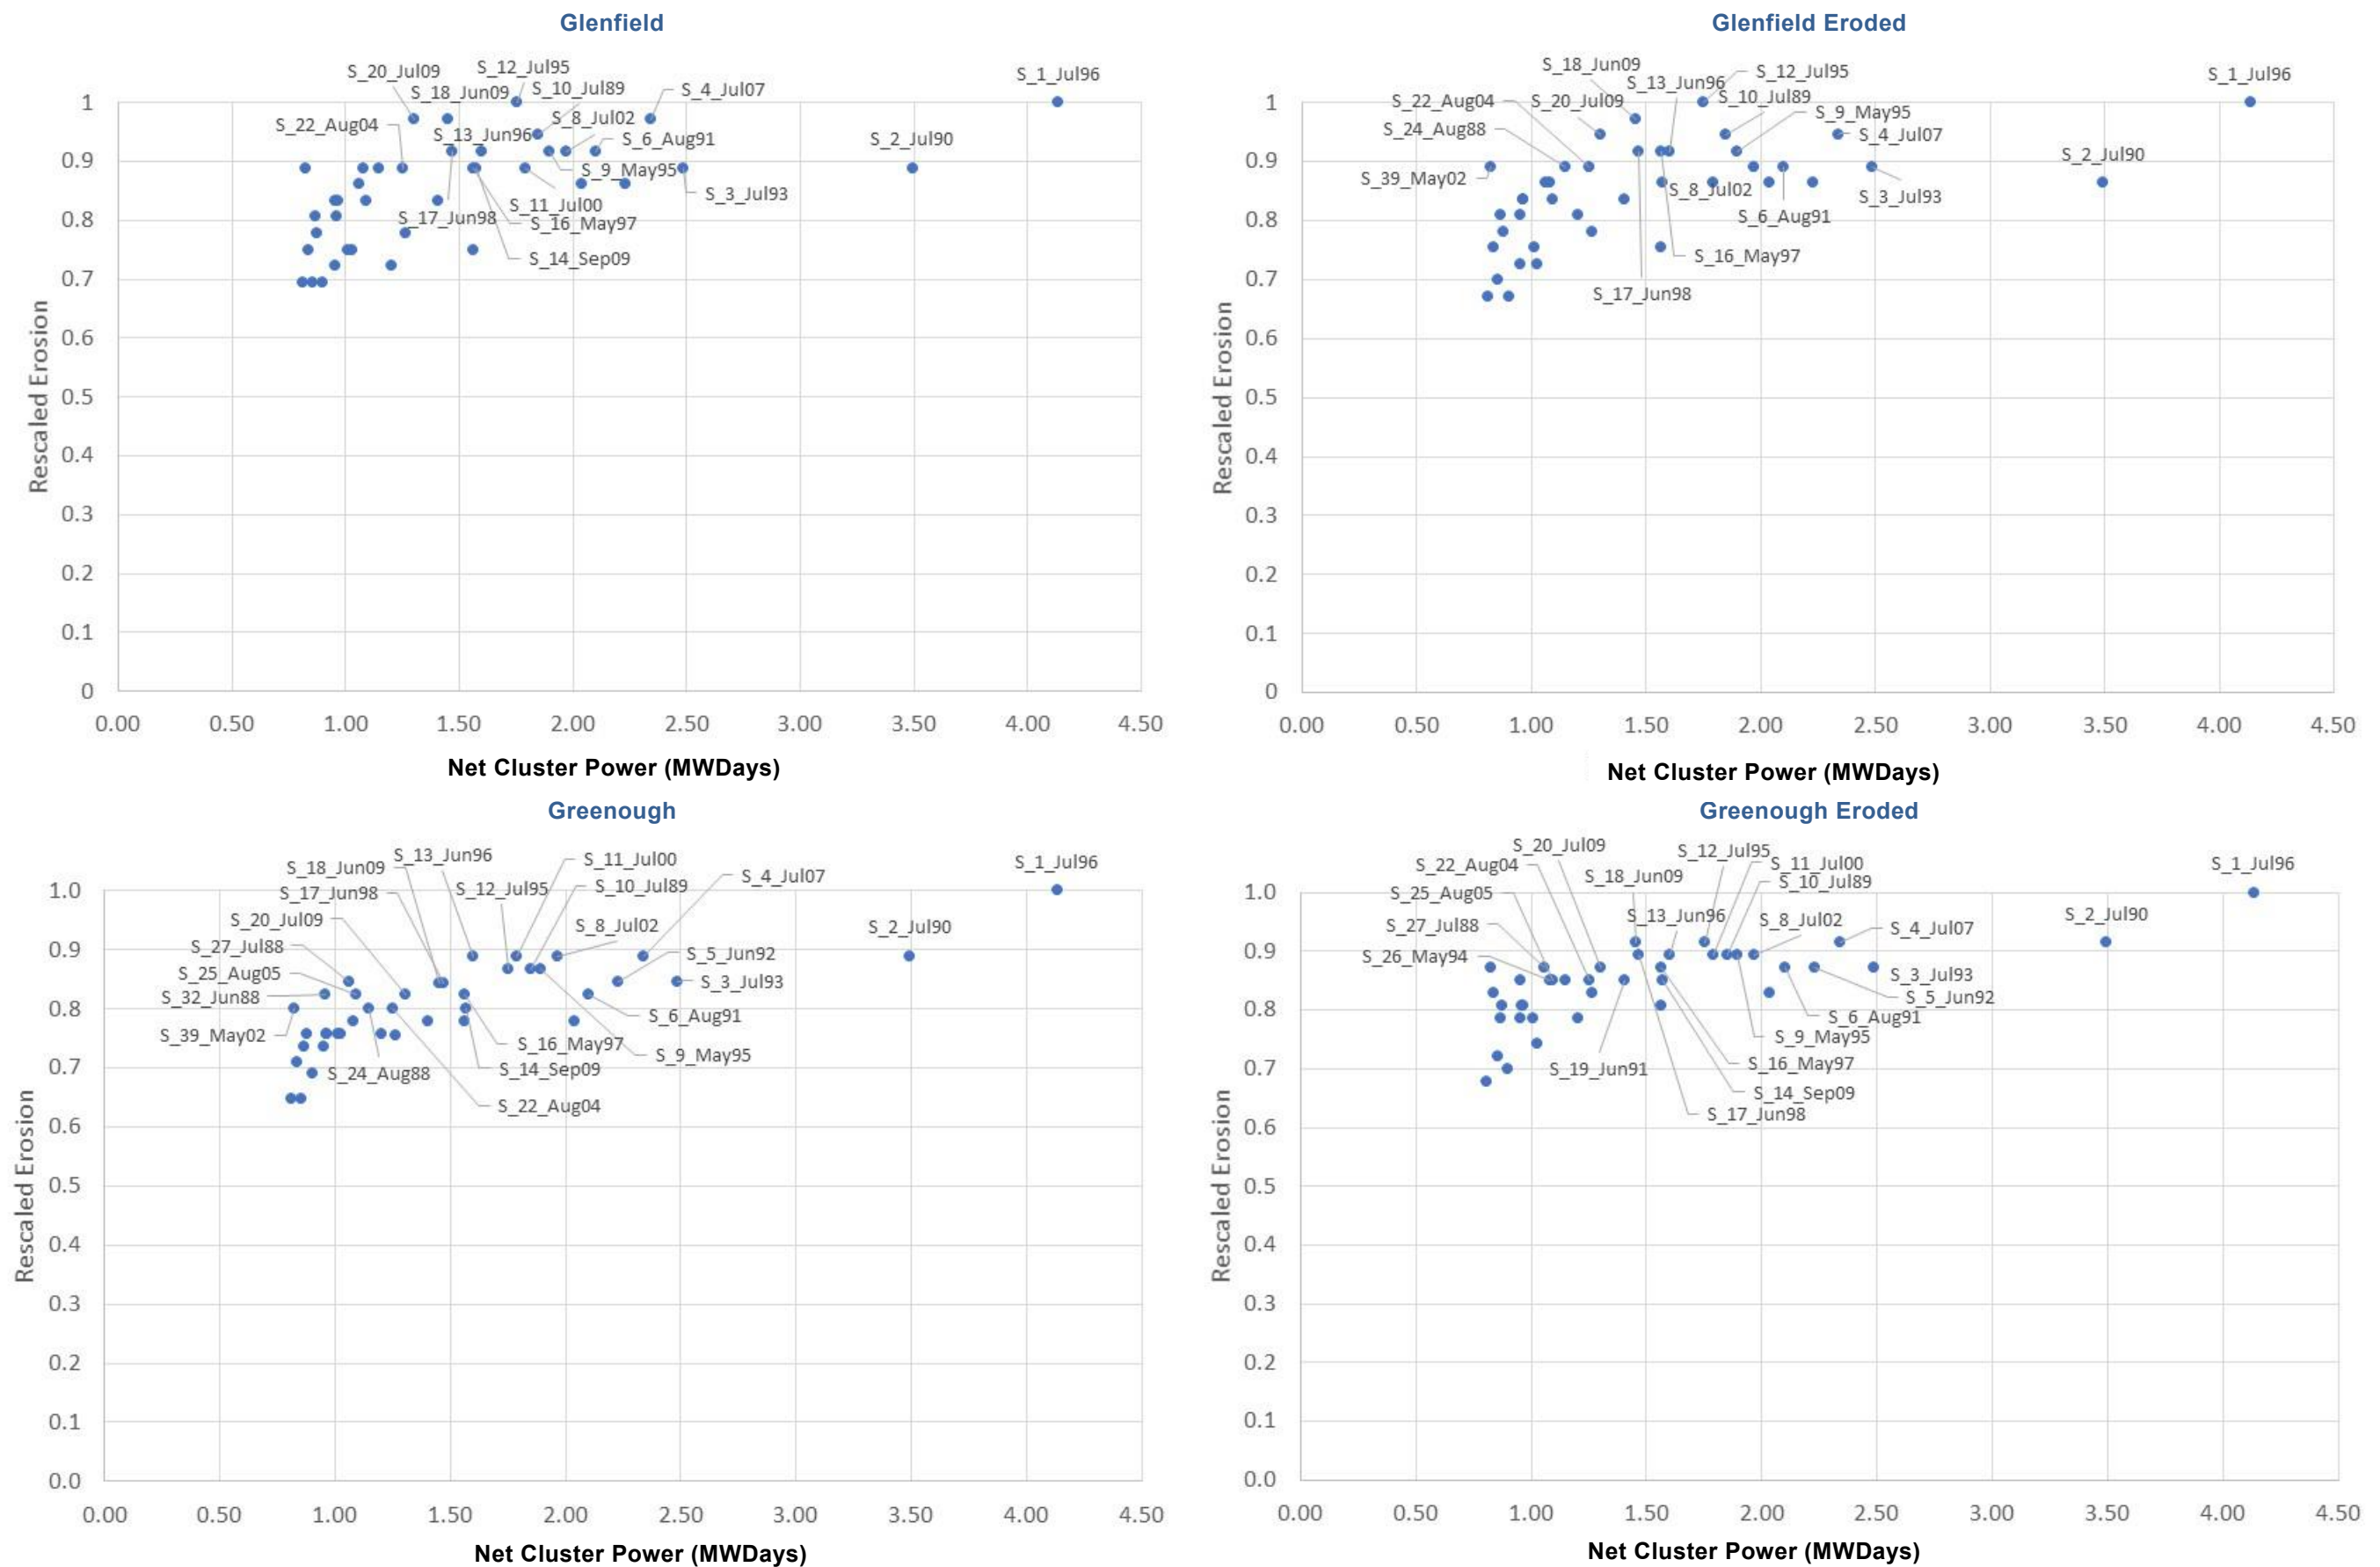 Glenfield
S_20_Jul09
S_12_Jul95
S_18_Jun09
S_10_Jul89
S_4_Jul07
S_1_Jul96
S_22_Aug04
S_13_Jun96
S_8_Jul02
S_6_Aug91
S_2_Jul90
S_9_May95
S_3_Jul93
S_17_Jun98
S_11_Jul00
S_16_May97
S_14_Sep09
Rescaled Erosion
1
0.9
0.8
0.7
0.6
0.5
0.4
0.3
0.2
0.1
0
0.00 0.50 1.00 1.50 2.00 2.50 3.00 3.50 4.00 4.50
Net Cluster Power (MWDays)
Glenfield Eroded
S_18_Jun09
S_13_Jun96
S_12_Jul95
S_1_Jul96
S_22_Aug04
S_20_Jul09
S_10_Jul89
S_9_May95
S_24_Aug88
S_4_Jul07
S_2_Jul90
S_39_May02
S_8_Jul02
S_3_Jul93
S_6_Aug91
S_16_May97
S_17_Jun98
Rescaled Erosion
1
0.9
0.8
0.7
0.6
0.5
0.4
0.3
0.2
0.1
0
0.00 0.50 1.00 1.50 2.00 2.50 3.00 3.50 4.00 4.50
Net Cluster Power (MWDays)
Greenough
S_18_Jun09
S_13_Jun96
S_11_Jul00
S_1_Jul96
S_17_Jun98
S_12_Jul95
S_10_Jul89
S_4_Jul07
S_20_Jul09
S_8_Jul02
S_2_Jul90
S_27_Jul88
S_5_Jun92
S_25_Aug05
S_3_Jul93
S_32_Jun88
S_6_Aug91
S_39_May02
S_16_May97
S_9_May95
S_24_Aug88
S_14_Sep09
S_22_Aug04
Rescaled Erosion
1.0
0.9
0.8
0.7
0.6
0.5
0.4
0.3
0.2
0.1
0.0
0.00 0.50 1.00 1.50 2.00 2.50 3.00 3.50 4.00 4.50
Net Cluster Power (MWDays)
Greenough Eroded
S_20_Jul09
S_12_Jul95
S_22_Aug04
S_11_Jul00
S_1_Jul96
S_18_Jun09
S_10_Jul89
S_25_Aug05
S_13_Jun96
S_8_Jul02
S_2_Jul90
S_27_Jul88
S_4_Jul07
S_26_May94
S_3_Jul93
S_5_Jun92
S_6_Aug91
S_9_May95
S_19_Jun91
S_16_May97
S_14_Sep09
S_17_Jun98
Rescaled Erosion
1.0
0.9
0.8
0.7
0.6
0.5
0.4
0.3
0.2
0.1
0.0
0.00 0.50 1.00 1.50 2.00 2.50 3.00 3.50 4.00 4.50
Net Cluster Power (MWDays)